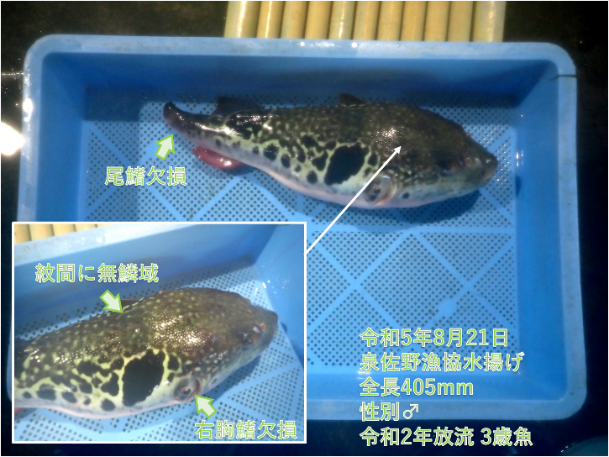 尾鰭欠損
紋間に無鱗域
右胸鰭欠損
令和5年8月21日
泉佐野漁協水揚げ
全長405mm
性別♂
令和2年放流 3歳魚